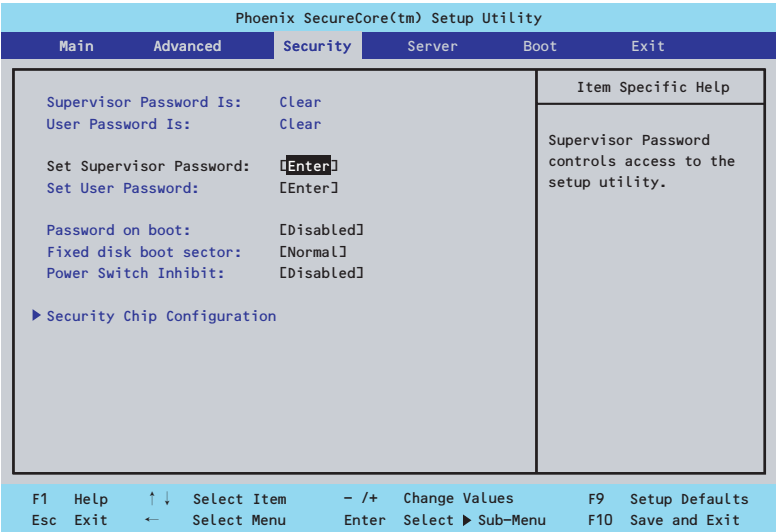 Phoenix SecureCore(tm) Setup Utility
Main Advanced Security Server Boot Exit
Supervisor Password Is: Clear
User Password Is: Clear
Set Supervisor Password: [Enter]
Set User Password: [Enter]
Password on boot: [Disabled]
Fixed disk boot sector: [Normal]
Power Switch Inhibit: [Disabled]
▶ Security Chip Configuration
Item Specific Help
Supervisor Password
controls access to the
setup utility.
F1 Help ↑↓ Select Item - /+ Change Values F9 Setup Defaults
Esc Exit ← Select Menu Enter Select ▶ Sub-Menu F10 Save and Exit